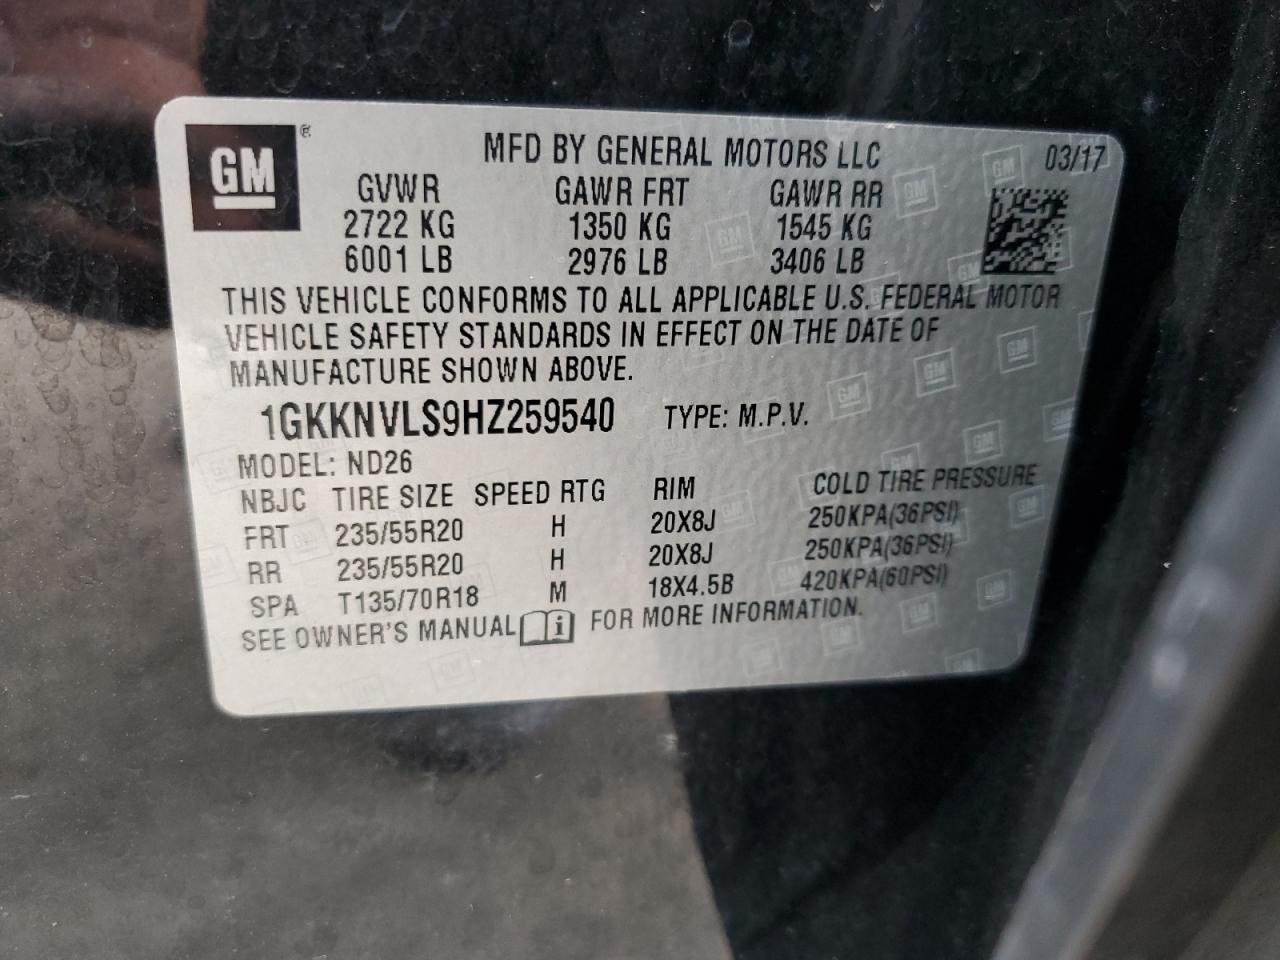 GM ®
MFD BY GENERAL MOTORS LLC 03/17
GVWR GAWR FRT GAWR RR
2722 KG 1350 KG 1545 KG
6001 LB 2976 LB 3406 LB
THIS VEHICLE CONFORMS TO ALL APPLICABLE U.S. FEDERAL MOTOR
VEHICLE SAFETY STANDARDS IN EFFECT ON THE DATE OF
MANUFACTURE SHOWN ABOVE.
1GKKNVLS9HZ259540 TYPE: M.P.V.
MODEL: ND26
NBJC TIRE SIZE SPEED RTG RIM COLD TIRE PRESSURE
FRT 235/55R20 H 20X8J 250KPA(36PSI)
RR 235/55R20 H 20X8J 250KPA(36PSI)
SPA T135/70R18 M 18X4.5B 420KPA(60PSI)
SEE OWNER'S MANUAL i FOR MORE INFORMATION.